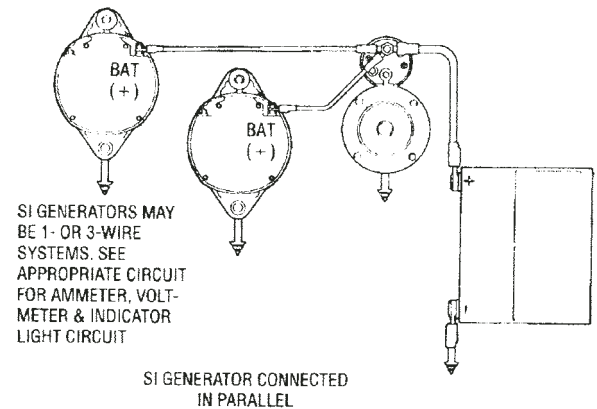 BAT
(+)
BAT
(+)
+
SI GENERATORS MAY
BE 1- OR 3-WIRE
SYSTEMS. SEE
APPROPRIATE CIRCUIT
FOR AMMETER, VOLT-
METER & INDICATOR
LIGHT CIRCUIT
SI GENERATOR CONNECTED
IN PARALLEL